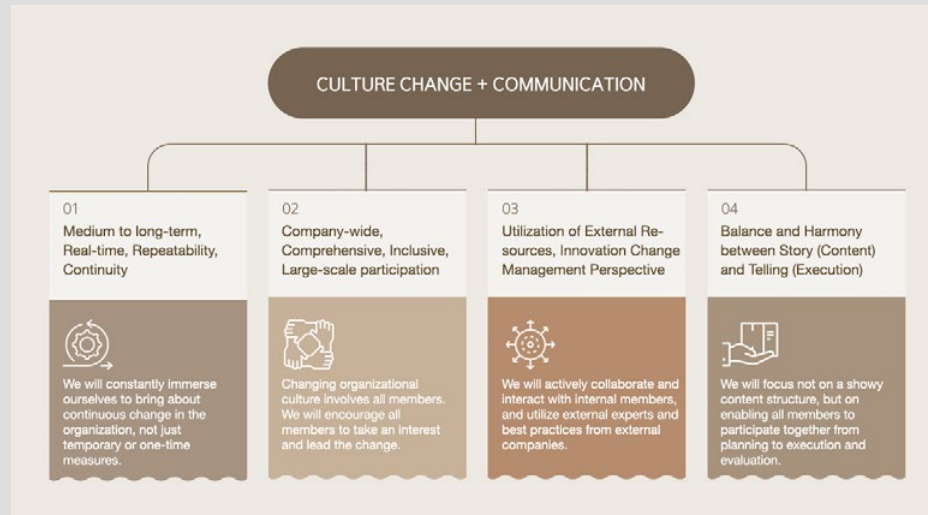 CULTURE CHANGE + COMMUNICATION
01
Medium to long-term,
Real-time, Repeatability,
Continuity
We will constantly immerse
ourselves to bring about
continuous change in the
organization, not just
temporary or one-time
measures.
02
Company-wide,
Comprehensive, Inclusive,
Large-scale participation
Changing organizational
culture involves all members.
We will encourage all
members to take an interest
and lead the change.
03
Utilization of External Re-
sources, Innovation Change
Management Perspective
We will actively collaborate and
interact with internal members,
and utilize external experts and
best practices from external
companies.
04
Balance and Harmony
between Story (Content)
and Telling (Execution)
We will focus not on a showy
content structure, but on
enabling all members to
participate together from
planning to execution and
evaluation.